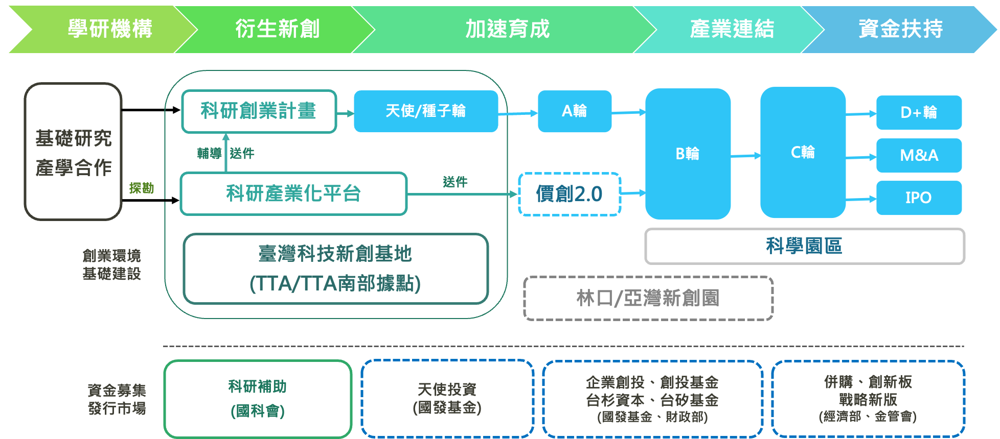 學研機構
衍生新創
加速育成
產業連結
資金扶持
基礎研究
產學合作
探勘
科研創業計畫
天使/種子輪
A輪
B輪
C輪
D+輪
M&A
IPO
輔導 送件
科研產業化平台
送件
價創2.0
創業環境
基礎建設
臺灣科技新創基地
(TTA/TTA南部據點)
科學園區
林口/亞灣新創園
資金募集
發行市場
科研補助
(國科會)
天使投資
(國發基金)
企業創投、創投基金
台杉資本、台矽基金
(國發基金、財政部)
併購、創新板
戰略新版
(經濟部、金管會)